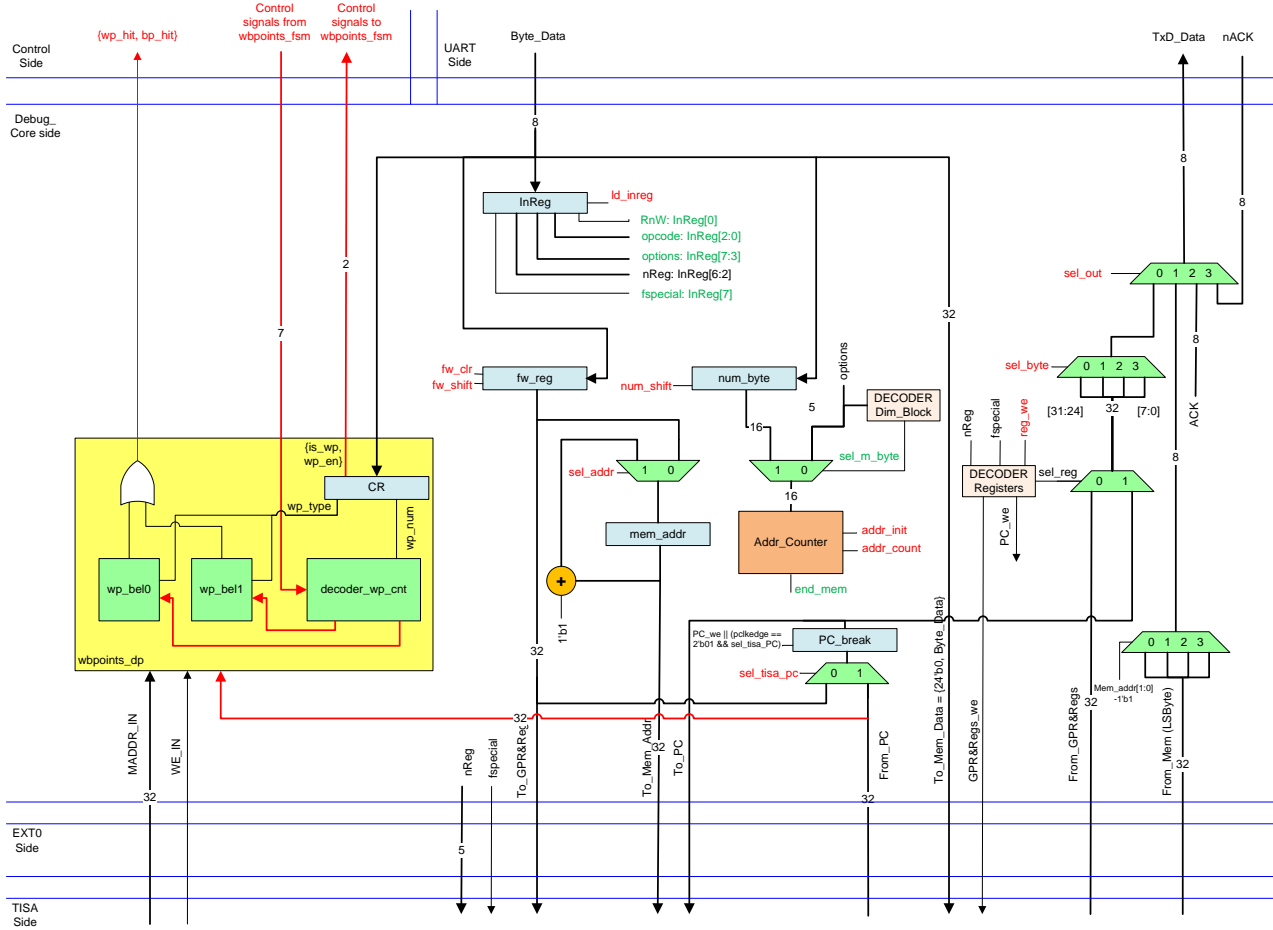 Control
signals from
wbpoints_fsm
Control
signals to
wbpoints_fsm
{wp_hit, bp_hit}
Control
Side
UART
Side
Byte_Data
TxD_Data
nACK
Debug_
Core side
8
8
8
InReg
ld_inreg
RnW: InReg[0]
opcode: InReg[2:0]
options: InReg[7:3]
nReg: InReg[6:2]
fspecial: InReg[7]
2
7
32
sel_out
0 1 2 3
8
fw_clr
fw_shift
fw_reg
num_shift
num_byte
options
sel_byte
0 1 2 3
DECODER
Dim_Block
5
16
[31:24]
32
[7:0]
ACK
{is_wp,
wp_en}
CR
wp_type
wp_num
sel_addr
1 0
1 0
sel_m_byte
16
nReg
fspecial
reg_we
DECODER
Registers
sel_reg
0 1
8
PC_we
mem_addr
Addr_Counter
addr_init
addr_count
end_mem
wp_bel0
wp_bel1
decoder_wp_cnt
+
1'b1
wbpoints_dp
32
PC_we || (pclkedge ==
2'b01 && sel_tisa_PC)
PC_break
sel_tisa_pc
0 1
0 1 2 3
Mem_addr[1:0]
-1'b1
MADDR_IN
WE_IN
32
32
nReg
fspecial
To_GPR&Reg
To_Mem_Addr
32
To_PC
From_PC
32
To_Mem_Data = {24'b0, Byte_Data}
GPR&Regs_we
From_GPR&Regs
32
From_Mem (LSByte)
32
EXT0
Side
5
TISA
Side